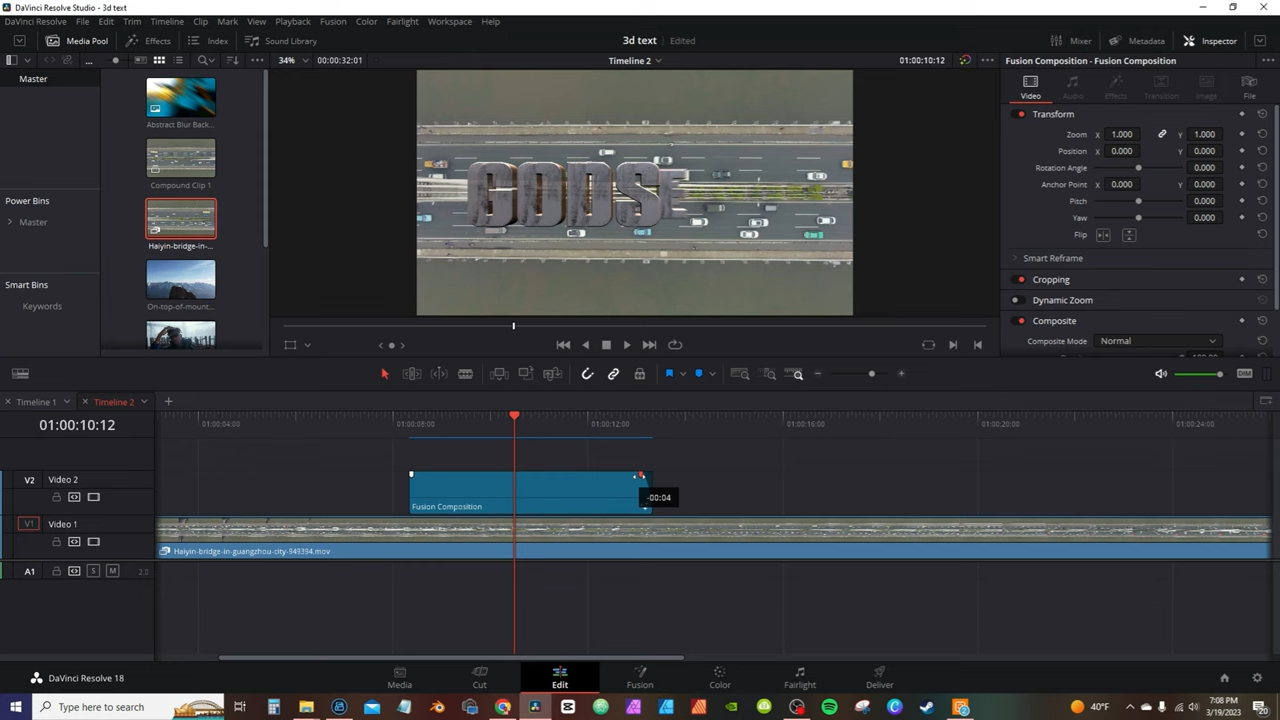 DaVinci Resolve Studio - 3d text
DaVinci Resolve File Edit Trim Timeline Clip Mark View Playback Fusion Color Fairlight Workspace Help
Media Pool Effects Index Sound Library 3d text Edited Mixer Metadata Inspector
... 34% 00:00:32:01 Timeline 2 01:00:10:12 Fusion Composition - Fusion Composition
Master
Abstract Blur Back...
Compound Clip 1
Power Bins
Master
Haiyin-bridge-in-...
Smart Bins
Keywords
On-top-of-mount...
CODSE
Video Audio Effects Transition Image File
Transform
Zoom X 1.000 Y 1.000
Position X 0.000 Y 0.000
Rotation Angle 0.000
Anchor Point X 0.000 Y 0.000
Pitch 0.000
Yaw 0.000
Flip
Smart Reframe
Cropping
Dynamic Zoom
Composite
Composite Mode Normal
DIM
Timeline 1 Timeline 2
01:00:10:12 01:00:04:00 01:00:08:00 01:00:12:00 01:00:16:00 01:00:20:00 01:00:24:00
V2 Video 2
-00:04
Fusion Composition
V1 Video 1
Haiyin-bridge-in-guangzhou-city-949394.mov
A1 S M 2.0
DaVinci Resolve 18
Media Cut Edit Fusion Color Fairlight Deliver
Type here to search
40°F
7:08 PM
3/19/2023
20